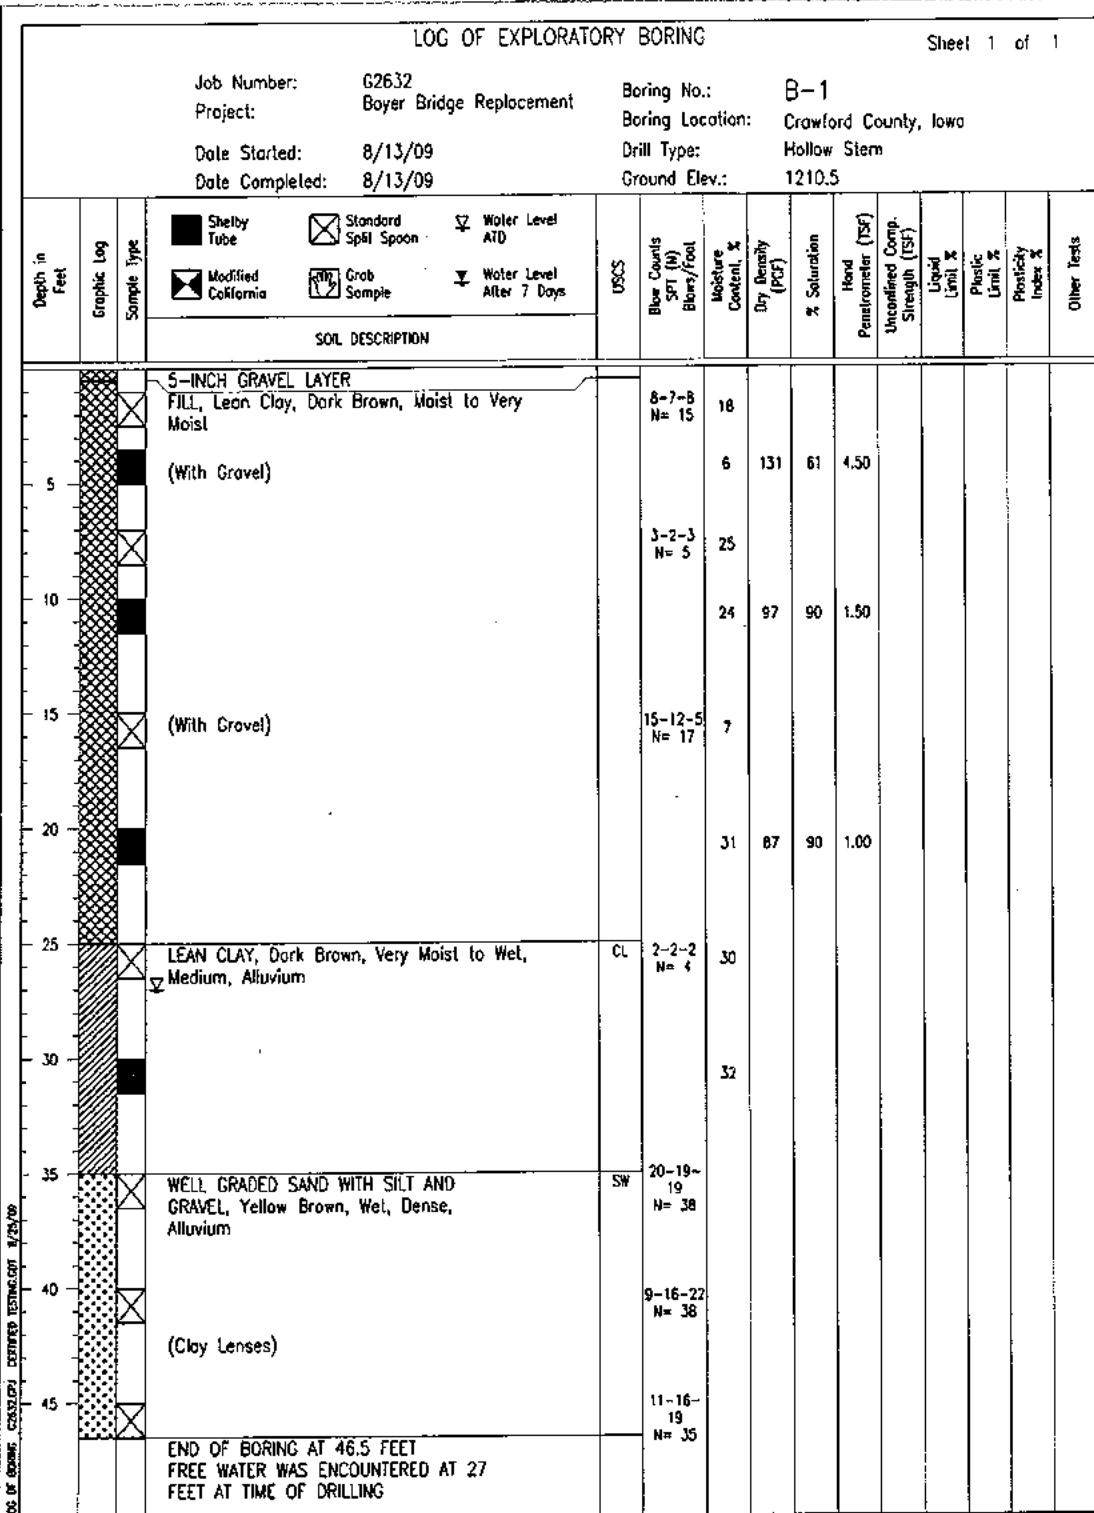 LOG OF EXPLORATORY BORING
Sheet 1 of 1
Job Number: G2632
Project: Boyer Bridge Replacement
Date Started: 8/13/09
Date Completed: 8/13/09
Boring No.: B-1
Boring Location: Crawford County, Iowa
Drill Type: Hollow Stem
Ground Elev.: 1210.5
Depth in Feet
Graphic Log
Sample Type
Shelby Tube
Standard Split Spoon
Water Level ATD
Modified California
Grab Sample
Water Level After 7 Days
SOIL DESCRIPTION
USCS
Blow Counts SPT (N) Blows/Foot
Moisture Content, %
Dry Density (PCF)
% Saturation
Hand Penetrometer (TSF)
Unconfined Comp. Strength (TSF)
Liquid Limit %
Plastic Limit, %
Plasticity Index %
Other Tests
5-INCH GRAVEL LAYER
FILL, Lean Clay, Dark Brown, Moist to Very
Moist
8-7-8
N= 15
18
(With Gravel)
6 131 61 4.50
5
3-2-3
N= 5
25
10
24 97 90 1.50
15
(With Gravel)
15-12-5
N= 17
7
20
31 87 90 1.00
25
LEAN CLAY, Dark Brown, Very Moist to Wet,
Medium, Alluvium
CL
2-2-2
N= 4
30
30
32
35
WELL GRADED SAND WITH SILT AND
GRAVEL, Yellow Brown, Wet, Dense,
Alluvium
SW
20-19-
19
N= 38
40
9-16-22
N= 38
(Clay Lenses)
45
11-16-
19
N= 35
END OF BORING AT 46.5 FEET
FREE WATER WAS ENCOUNTERED AT 27
FEET AT TIME OF DRILLING
LOG OF BORING G2632.GPJ CERTIFIED TESTING.GDT